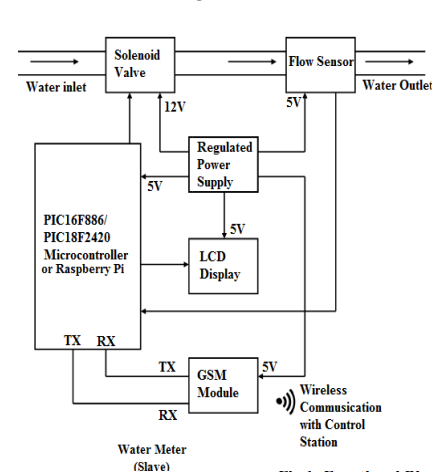 Solenoid
Valve
Flow Sensor
Water inlet
Water Outlet
12V
5V
Regulated
Power
Supply
5V
PIC16F886/
PIC18F2420
Microcontroller
or Raspberry Pi
5V
LCD
Display
TX RX
TX
GSM
Module
5V
RX
Wireless
Communication
with Control
Station
Water Meter
(Slave)